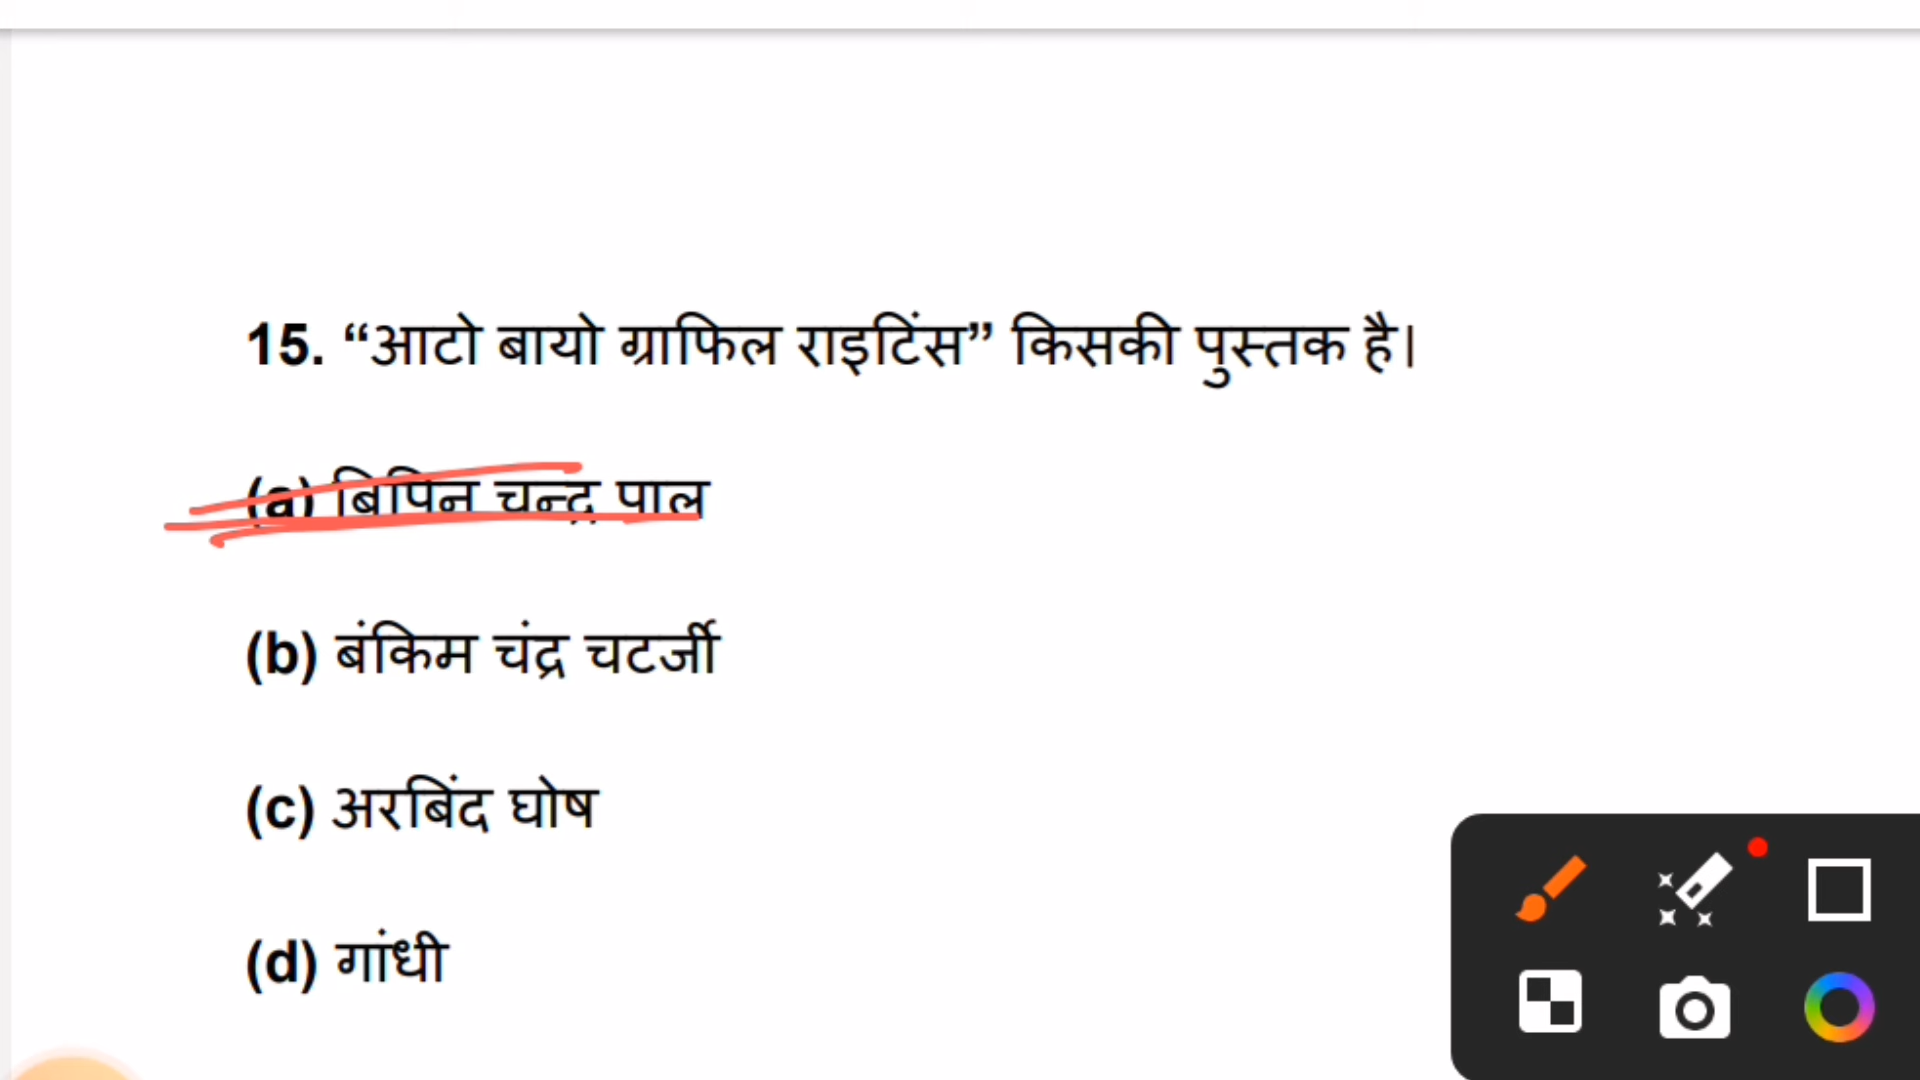 15. “आटो बायो ग्राफिल राइटिंस” किसकी पुस्तक है।
(a) बिपिन चन्द्र पाल
(b) बंकिम चंद्र चटर्जी
(c) अरबिंद घोष
(d) गांधी